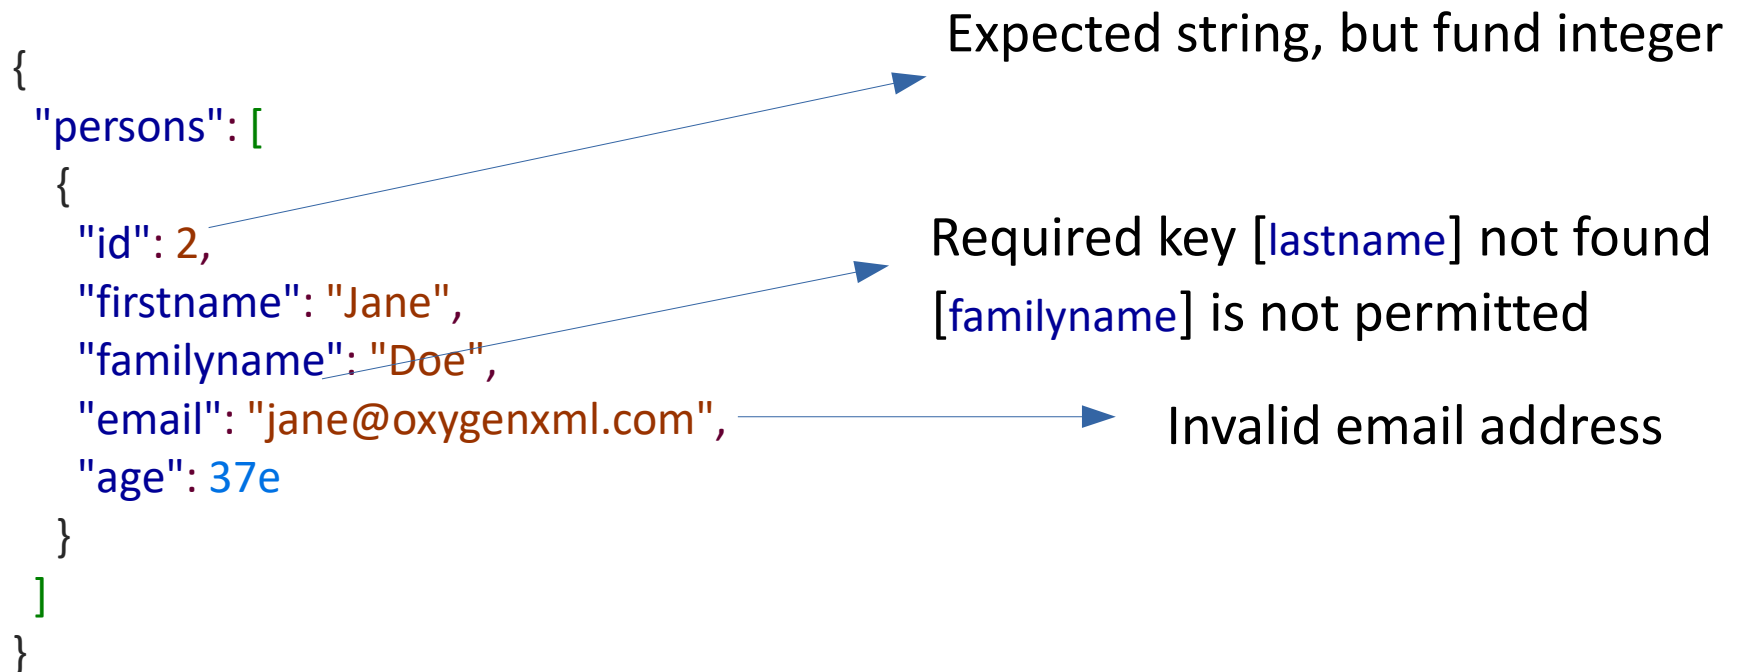 Expected string, but fund integer
{
"persons": [
{
"id": 2,
"firstname": "Jane",
"familyname": "Doe",
"email": "jane@oxygenxml.com",
"age": 37e
}
]
}
Required key [lastname] not found
[familyname] is not permitted
Invalid email address